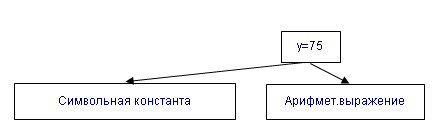 y=75
Символьная константа
Арифмет.выражение